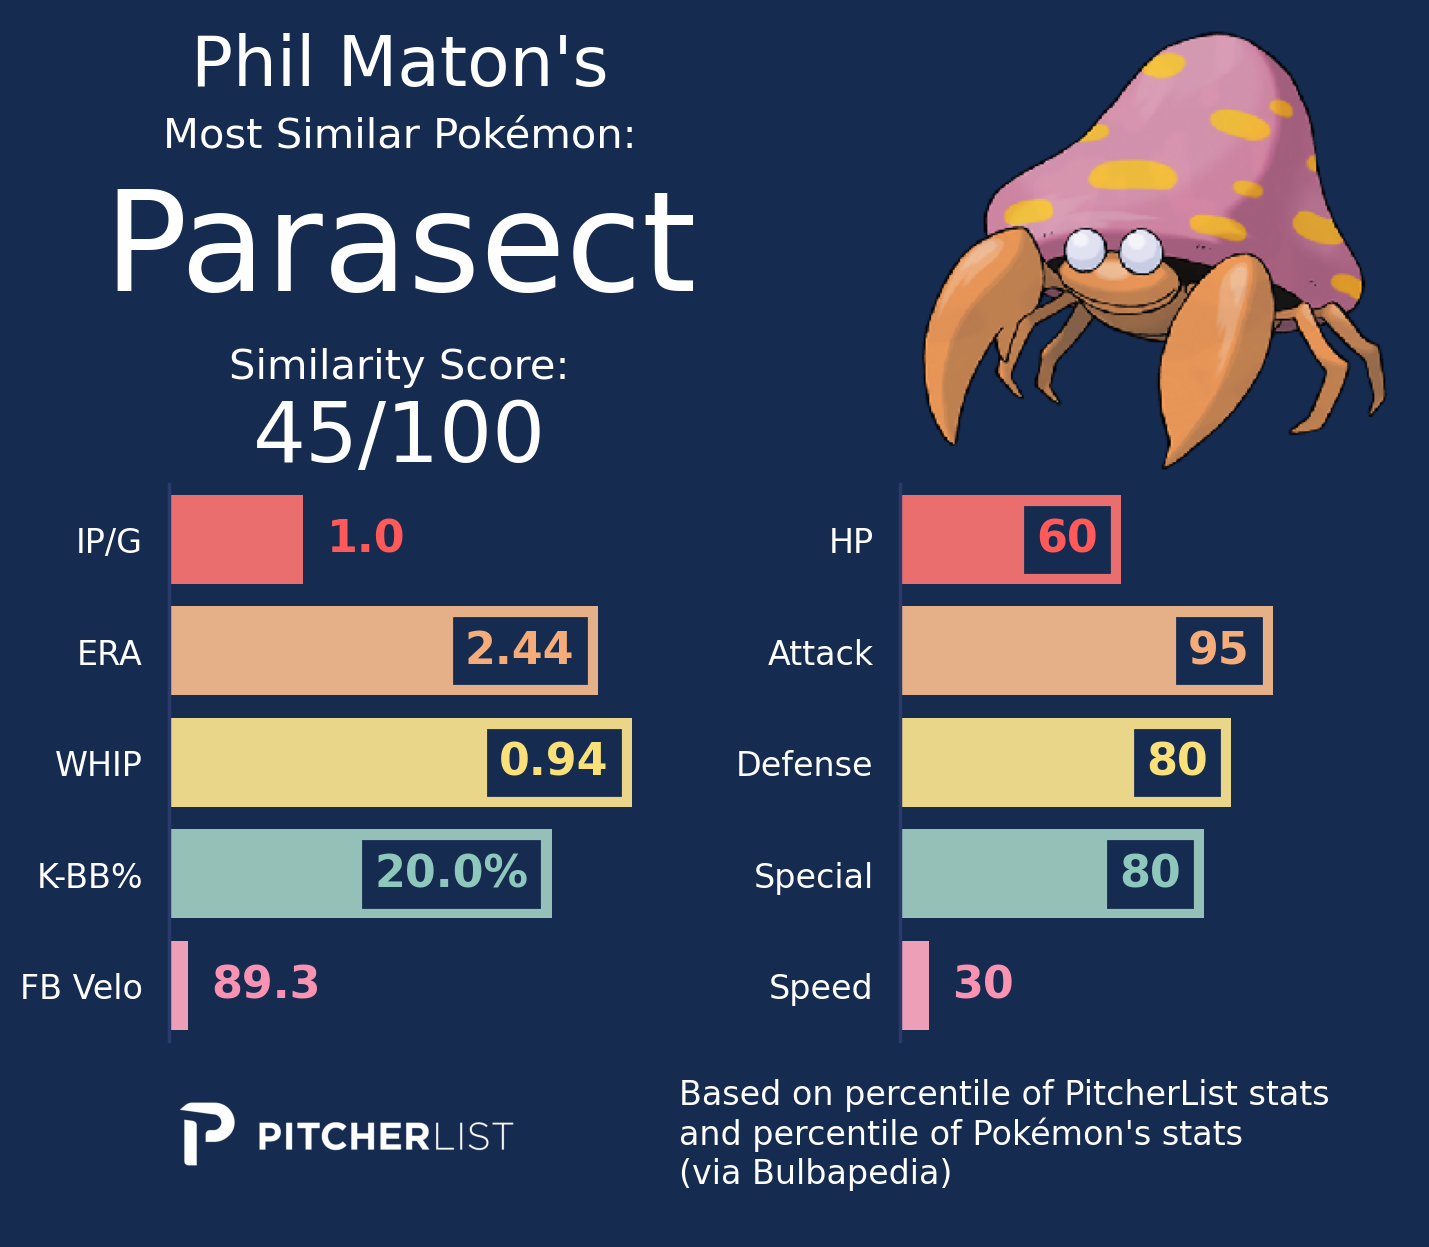 Phil Maton's
Most Similar Pokémon:
Parasect
Similarity Score:
45/100
IP/G 1.0
ERA 2.44
WHIP 0.94
K-BB% 20.0%
FB Velo 89.3
HP 60
Attack 95
Defense 80
Special 80
Speed 30
PITCHERLIST
Based on percentile of PitcherList stats
and percentile of Pokémon's stats
(via Bulbapedia)